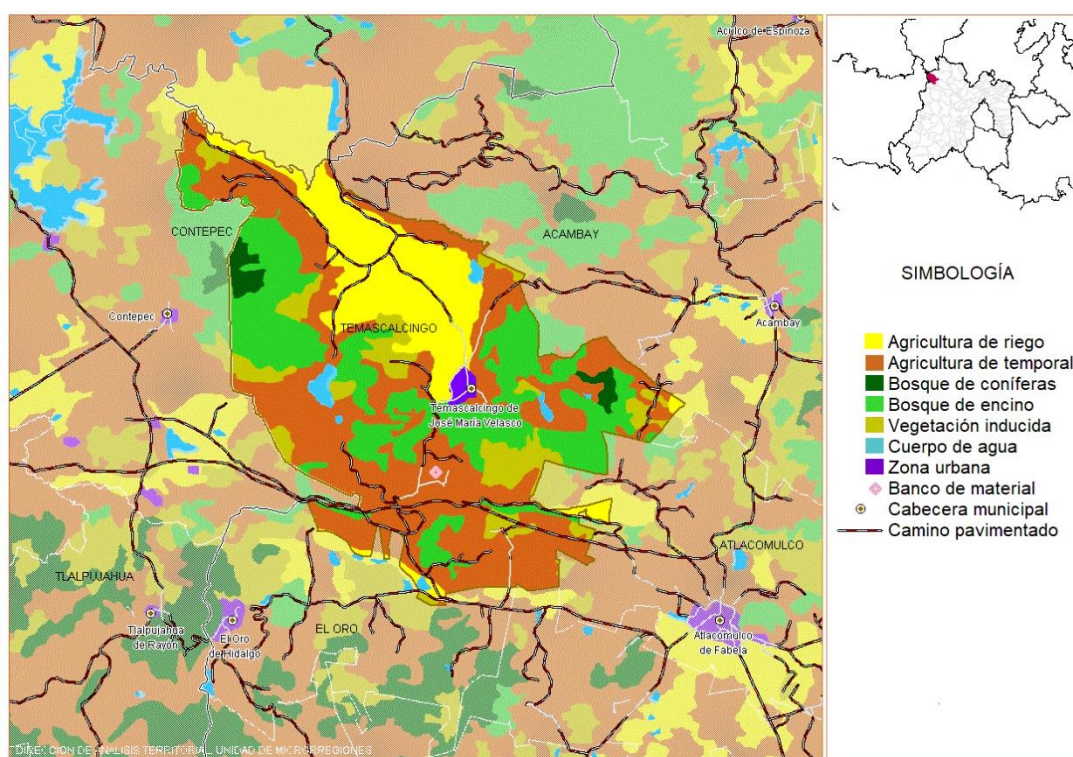 Aculco de Espinoza
CONTEPEC
ACAMBAY
Contepec
Acambay
TEMASCALCINGO
Temascalcingo de
José María Velasco
ATLACOMULCO
TLALPUJAHUA
Tlalpujahua
de Rayón
El Oro
de Hidalgo
EL ORO
Atlacomulco
de Fabela
DIRECCION DE ANALISIS TERRITORIAL, UNIDAD DE MICRORREGIONES
SIMBOLOGÍA
Agricultura de riego
Agricultura de temporal
Bosque de coníferas
Bosque de encino
Vegetación inducida
Cuerpo de agua
Zona urbana
Banco de material
Cabecera municipal
Camino pavimentado